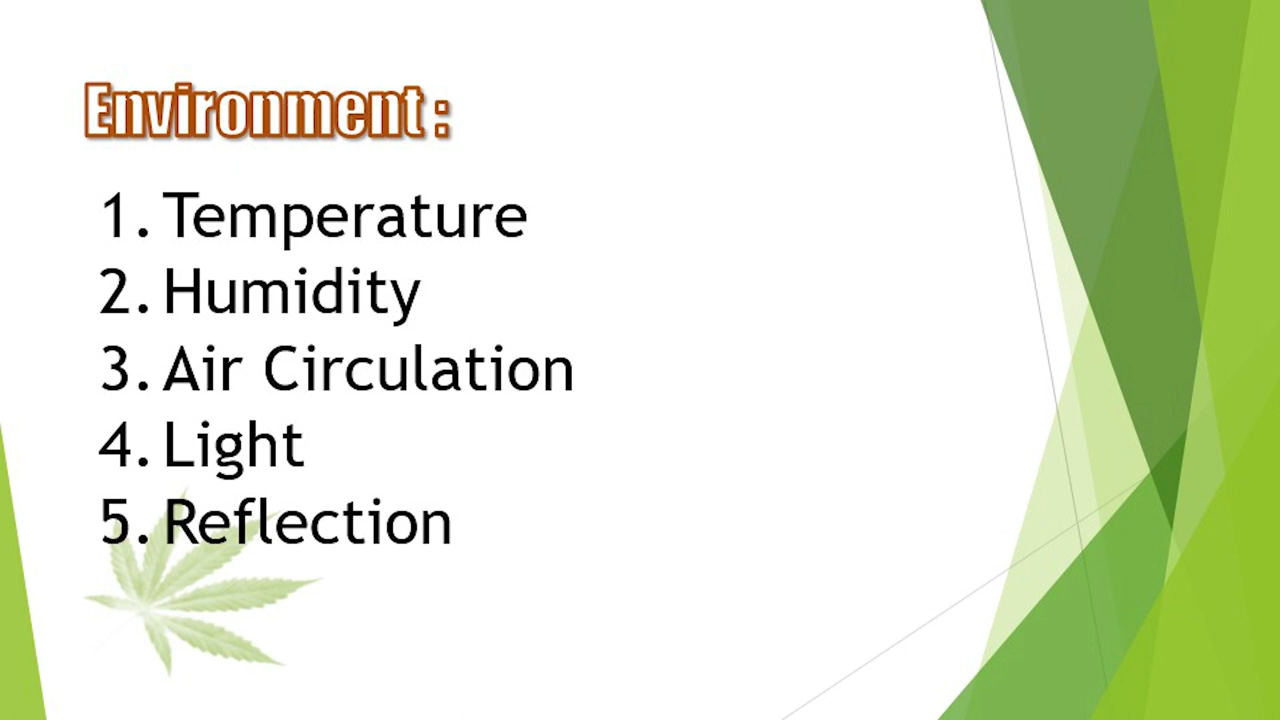 Environment :
1. Temperature
2. Humidity
3. Air Circulation
4. Light
5. Reflection